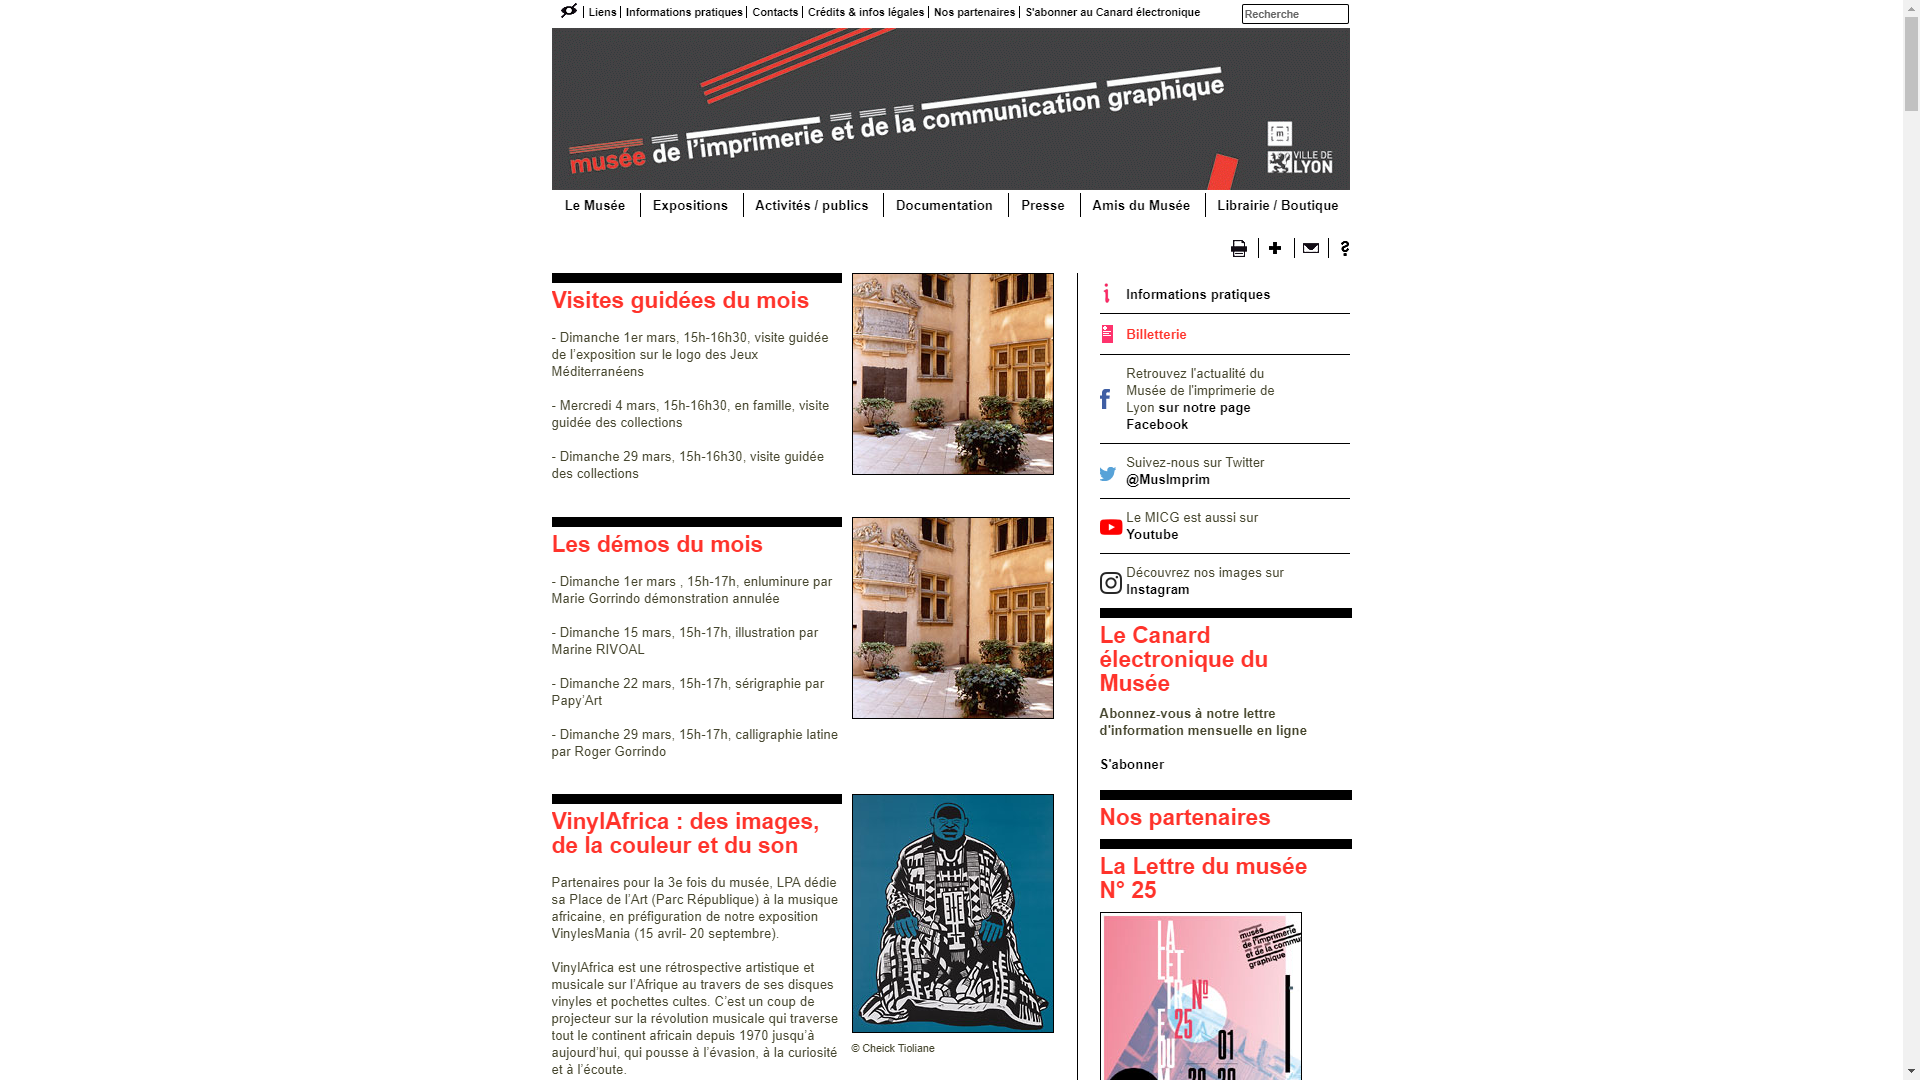 Liens
Informations pratiques
Contacts
Crédits & infos légales
Nos partenaires
S'abonner au Canard électronique
Recherche
musée de l'imprimerie et de la communication graphique
m
VILLE DE
LYON
Le Musée
Expositions
Activités / publics
Documentation
Presse
Amis du Musée
Librairie / Boutique
Visites guidées du mois
- Dimanche 1er mars, 15h-16h30, visite guidée
de l'exposition sur le logo des Jeux
Méditerranéens
- Mercredi 4 mars, 15h-16h30, en famille, visite
guidée des collections
- Dimanche 29 mars, 15h-16h30, visite guidée
des collections
Les démos du mois
- Dimanche 1er mars , 15h-17h, enluminure par
Marie Gorrindo démonstration annulée
- Dimanche 15 mars, 15h-17h, illustration par
Marine RIVOAL
- Dimanche 22 mars, 15h-17h, sérigraphie par
Papy'Art
- Dimanche 29 mars, 15h-17h, calligraphie latine
par Roger Gorrindo
VinylAfrica : des images,
de la couleur et du son
Partenaires pour la 3e fois du musée, LPA dédie
sa Place de l'Art (Parc République) à la musique
africaine, en préfiguration de notre exposition
VinylesMania (15 avril- 20 septembre).
VinylAfrica est une rétrospective artistique et
musicale sur l'Afrique au travers de ses disques
vinyles et pochettes cultes. C'est un coup de
projecteur sur la révolution musicale qui traverse
tout le continent africain depuis 1970 jusqu'à
aujourd'hui, qui pousse à l'évasion, à la curiosité
et à l'écoute.
© Cheick Tioliane
Informations pratiques
Billetterie
Retrouvez l'actualité du
Musée de l'imprimerie de
Lyon sur notre page
Facebook
Suivez-nous sur Twitter
@MusImprim
Le MICG est aussi sur
Youtube
Découvrez nos images sur
Instagram
Le Canard
électronique du
Musée
Abonnez-vous à notre lettre
d'information mensuelle en ligne
S'abonner
Nos partenaires
La Lettre du musée
N° 25
musée
de l'imprimerie
et de la commu
graphique
LA
LET
TR
E
DU
Nº
25
01
20 20